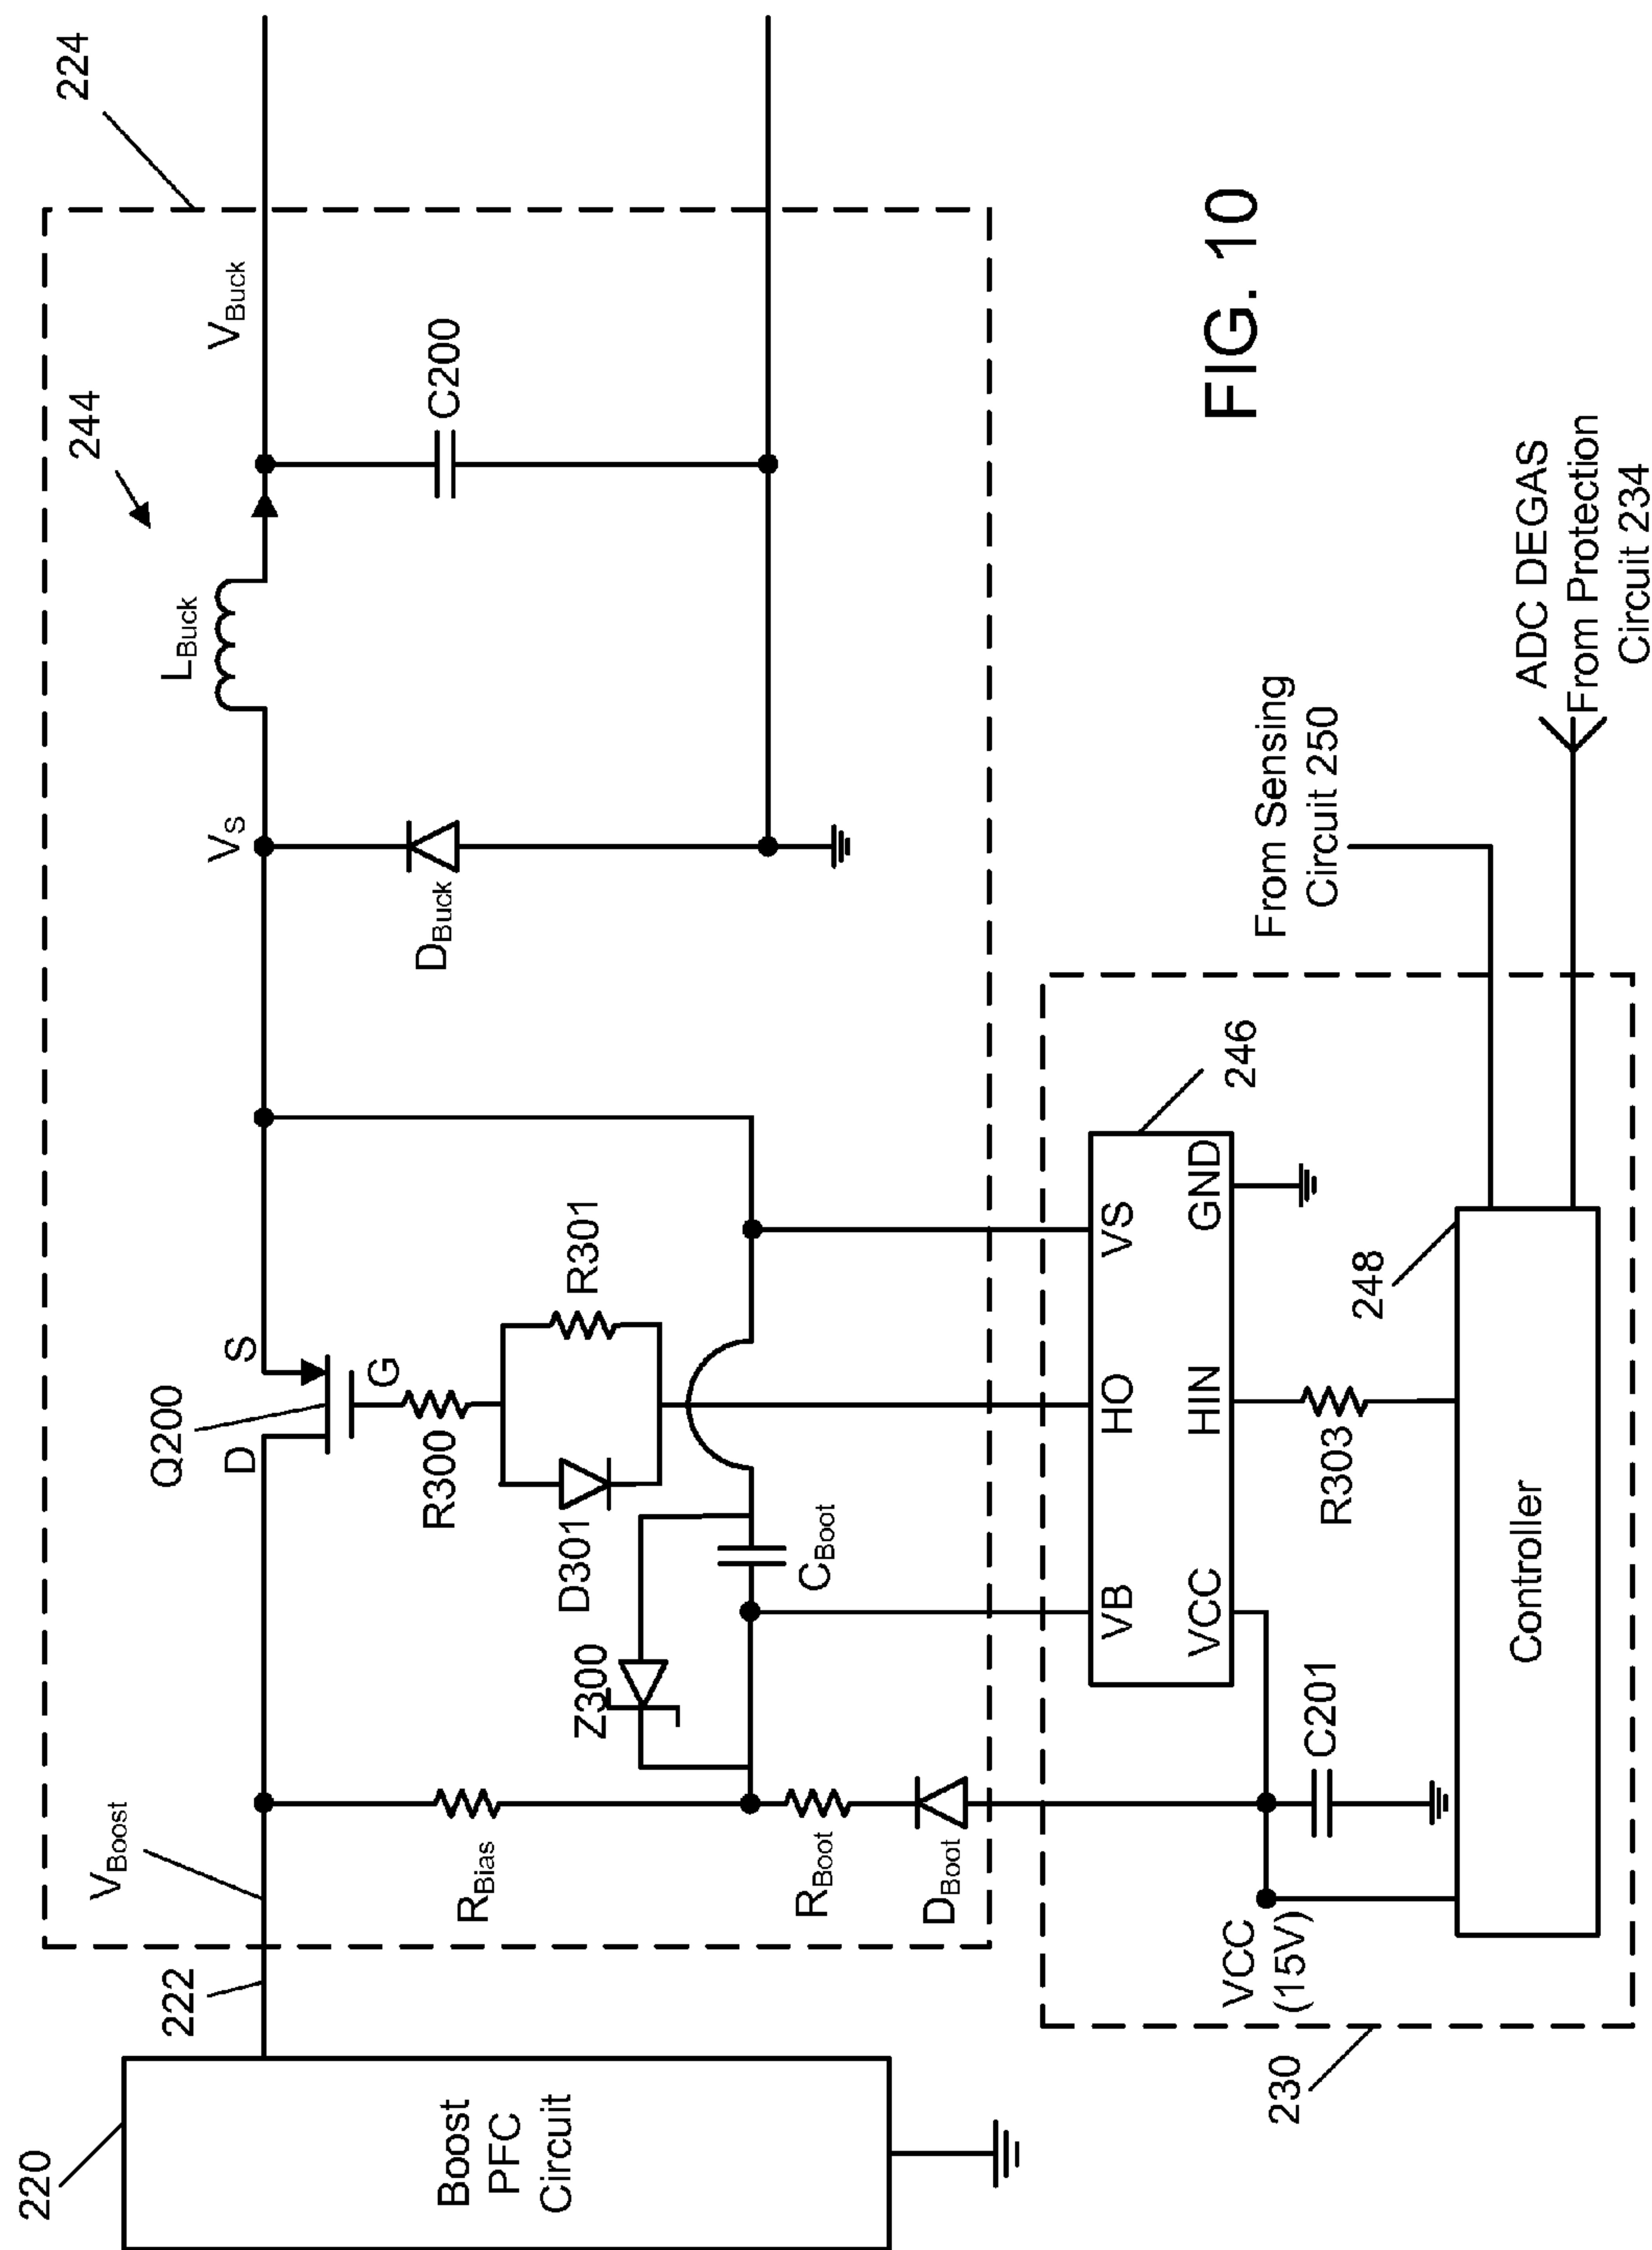 220
Boost
PFC
Circuit
222
V_Boost
224
244
Q200
D
S
G
R300
D301
R301
Z300
C_Boot
R_Bias
R_Boot
D_Boot
V_S
D_Buck
L_Buck
V_Buck
C200
230
VCC
(15V)
C201
VB
HO
VS
VCC
HIN
GND
246
R303
248
Controller
From Sensing
Circuit 250
ADC DEGAS
From Protection
Circuit 234
FIG. 10